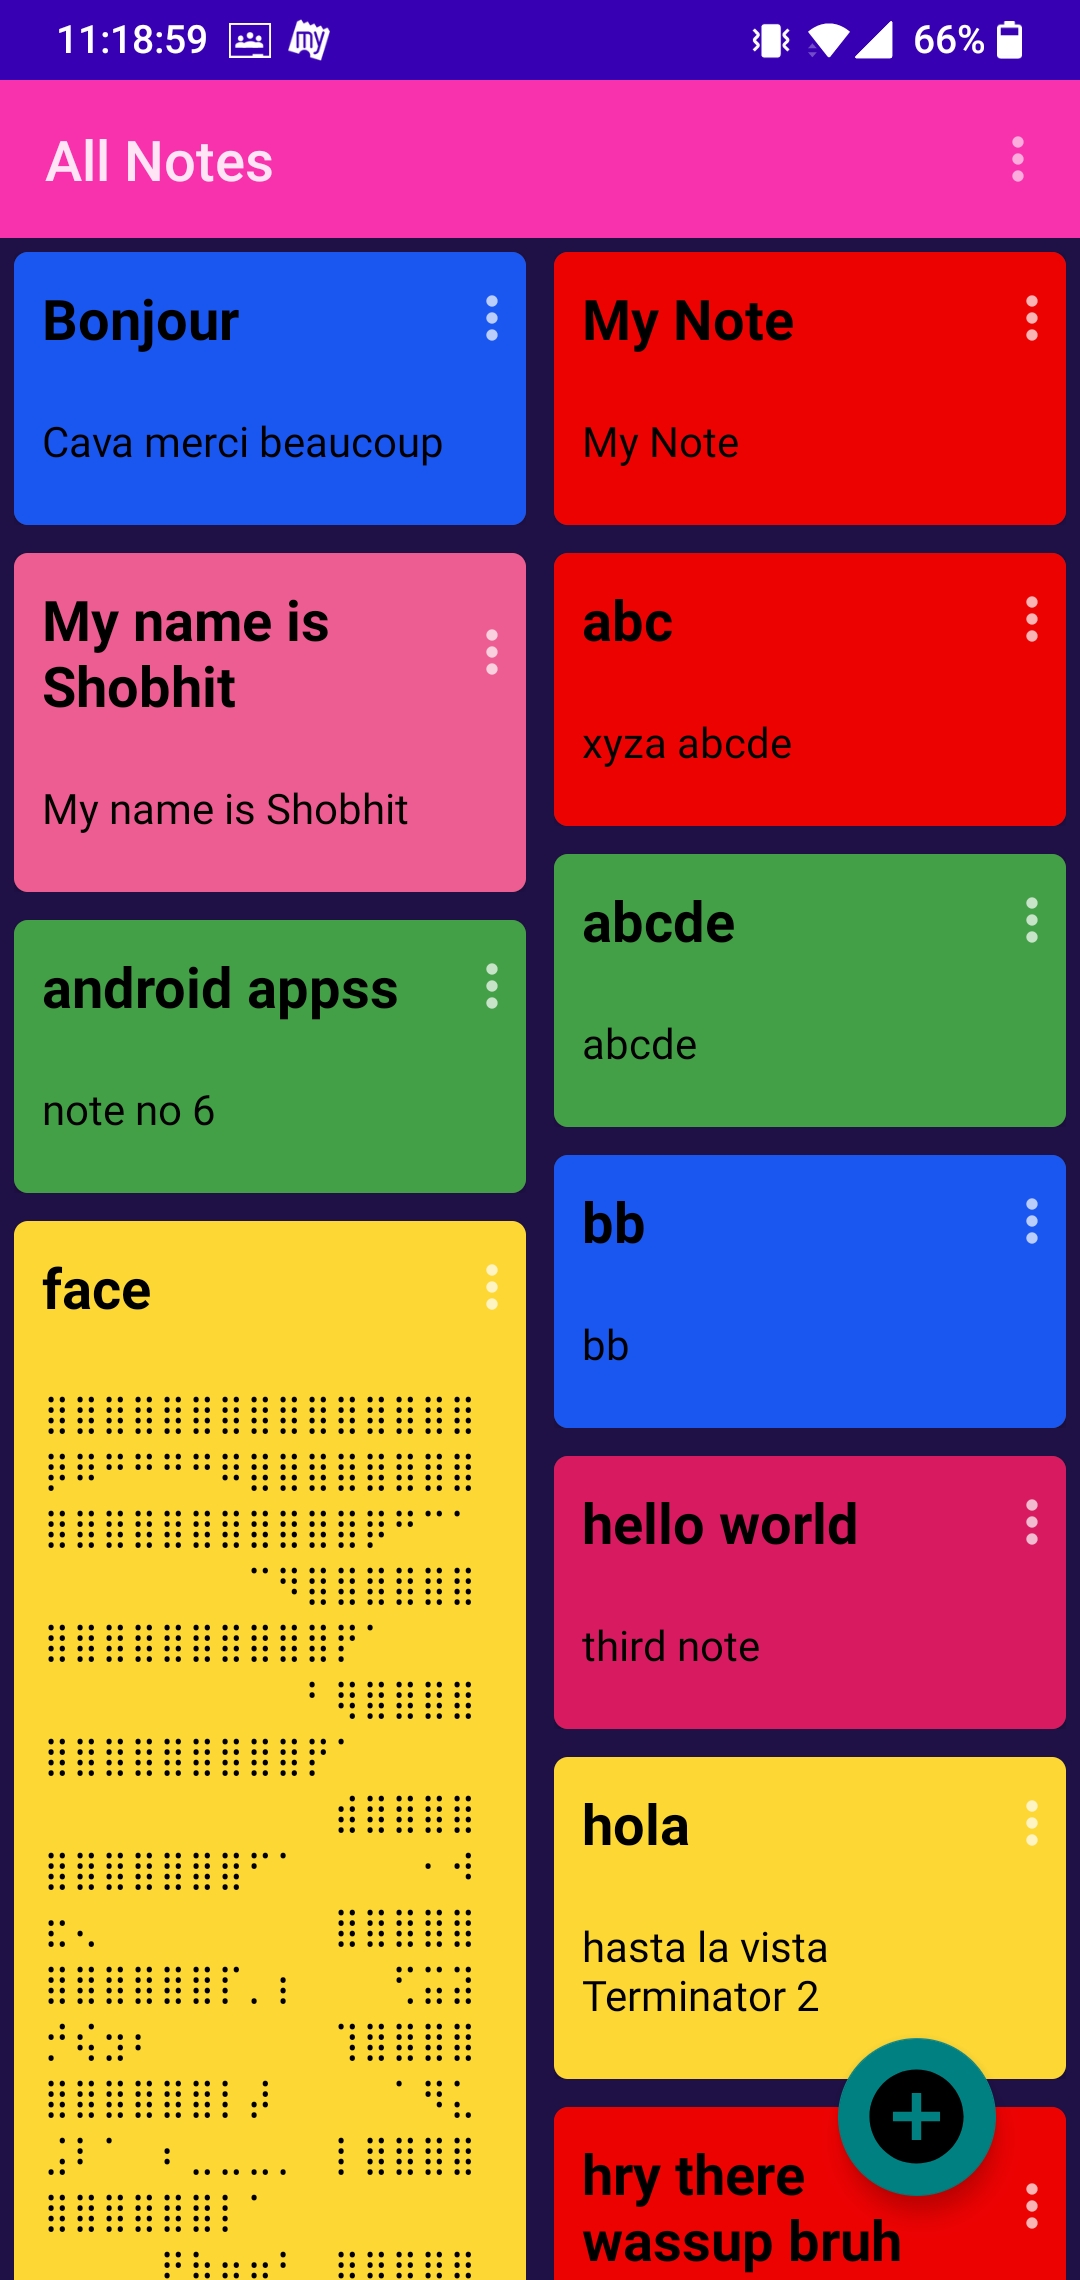 11:18:59
my
66%
All Notes
Bonjour
Cava merci beaucoup
My Note
My Note
My name is
Shobhit
My name is Shobhit
abc
xyza abcde
android appss
note no 6
abcde
abcde
face
bb
bb
hello world
third note
hola
hasta la vista
Terminator 2
hry there
wassup bruh